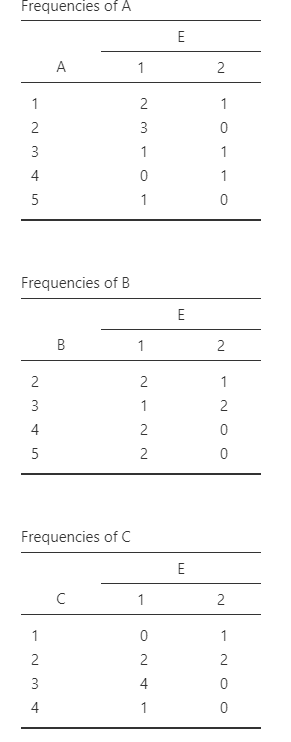 Frequencies of A
E
A 1 2
1 2 1
2 3 0
3 1 1
4 0 1
5 1 0
Frequencies of B
E
B 1 2
2 2 1
3 1 2
4 2 0
5 2 0
Frequencies of C
E
C 1 2
1 0 1
2 2 2
3 4 0
4 1 0